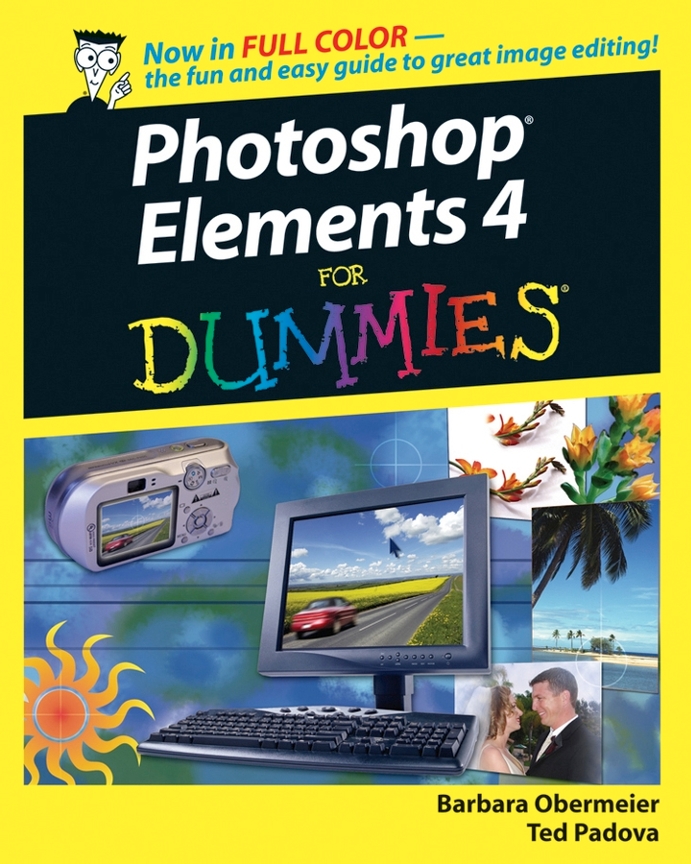 Now in FULL COLOR —
the fun and easy guide to great image editing!
Photoshop®
Elements 4
FOR
DUMMIES®
Barbara Obermeier
Ted Padova